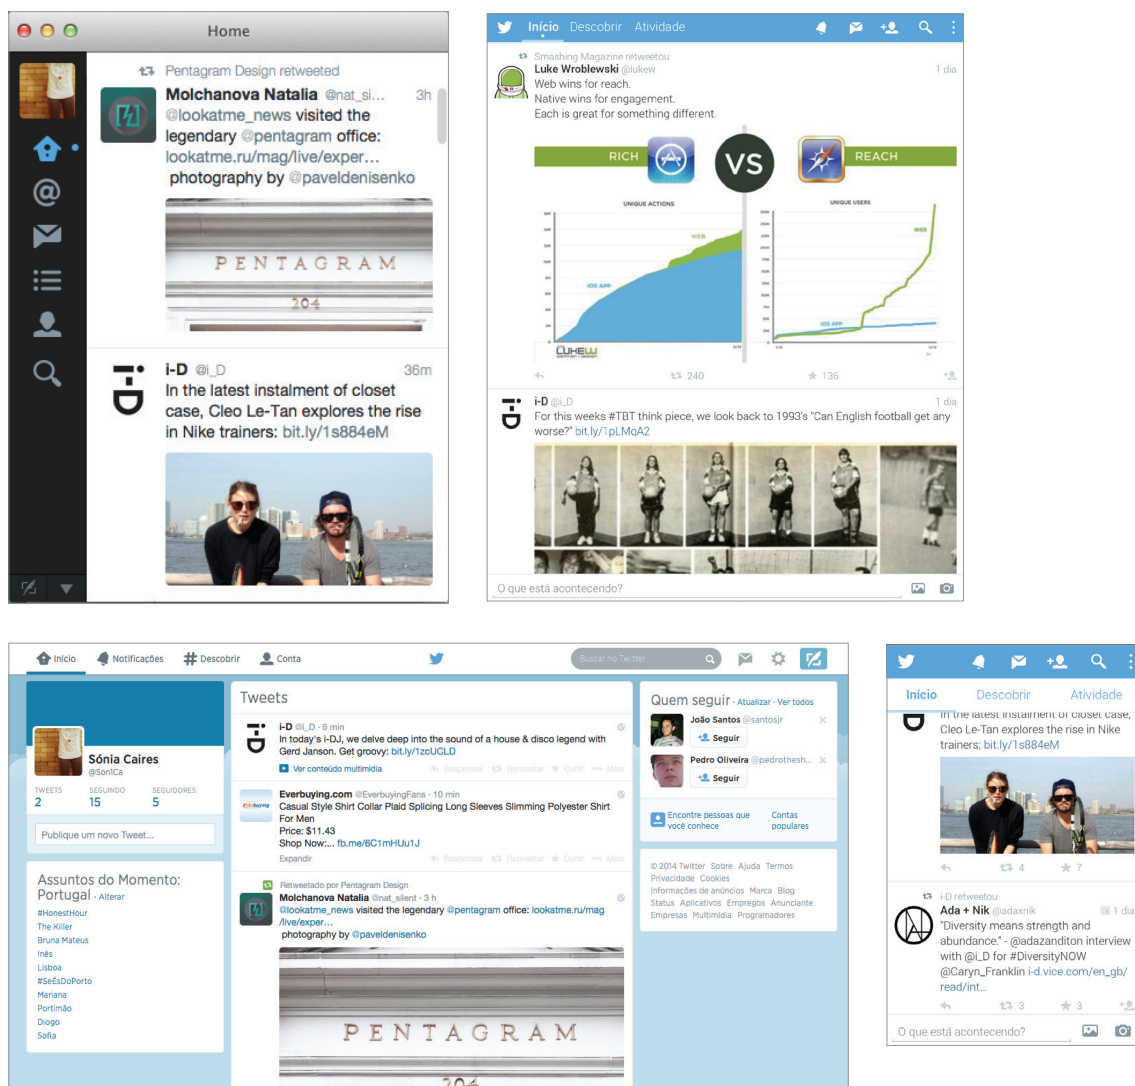 Home
Pentagram Design retweeted
Molchanova Natalia @nat_si... 3h
@lookatme_news visited the
legendary @pentagram office:
lookatme.ru/mag/live/exper...
photography by @paveldenisenko
PENTAGRAM
204
i-D @i_D 36m
In the latest instalment of closet
case, Cleo Le-Tan explores the rise
in Nike trainers: bit.ly/1s884eM
Início Descobrir Atividade
Smashing Magazine retweetou
Luke Wroblewski @lukew 1 dia
Web wins for reach.
Native wins for engagement.
Each is great for something different.
RICH VS REACH
UNIQUE ACTIONS UNIQUE USERS
WEB WEB
IOS APP IOS APP
LUKEW
240 136
i-D @i_D 1 dia
For this weeks #TBT think piece, we look back to 1993's "Can English football get any
worse?" bit.ly/1pLMqA2
O que está acontecendo?
Início Notificações Descobrir Conta Buscar no Twitter
Sónia Caires
@Son1Ca
TWEETS SEGUINDO SEGUIDORES
2 15 5
Publique um novo Tweet...
Assuntos do Momento:
Portugal · Alterar
#HonestHour
The Killer
Bruna Mateus
Inês
Lisboa
#SeÉsDoPorto
Mariana
Portimão
Diogo
Sofia
Tweets
i-D @i_D · 5 min
In today's i-DJ, we delve deep into the sound of a house & disco legend with
Gerd Janson. Get groovy: bit.ly/1zcUCLD
Ver conteúdo multimídia Responder Retweetar Curtir Mais
Everbuying.com @EverbuyingFans · 10 min
Casual Style Shirt Collar Plaid Splicing Long Sleeves Slimming Polyester Shirt
For Men
Price: $11.43
Shop Now:... fb.me/6C1mHUu1J
Expandir Responder Retweetar Curtir Mais
Retweetado por Pentagram Design
Molchanova Natalia @nat_silent · 3 h
@lookatme_news visited the legendary @pentagram office: lookatme.ru/mag
/live/exper...
photography by @paveldenisenko
PENTAGRAM
204
Quem seguir · Atualizar · Ver todos
João Santos @santosjr
Seguir
Pedro Oliveira @pedrothesh...
Seguir
Encontre pessoas que
você conhece
· Contas
populares
© 2014 Twitter Sobre Ajuda Termos
Privacidade Cookies
Informações de anúncios Marca Blog
Status Aplicativos Empregos Anunciante
Empresas Multimídia Programadores
Início Descobrir Atividade
in the latest instalment of closet case,
Cleo Le-Tan explores the rise in Nike
trainers: bit.ly/1s884eM
4 7
i-D retweetou
Ada + Nik @adaxnik 1 dia
"Diversity means strength and
abundance." - @adazanditon interview
with @i_D for #DiversityNOW
@Caryn_Franklin i-d.vice.com/en_gb/
read/int...
3 3
O que está acontecendo?